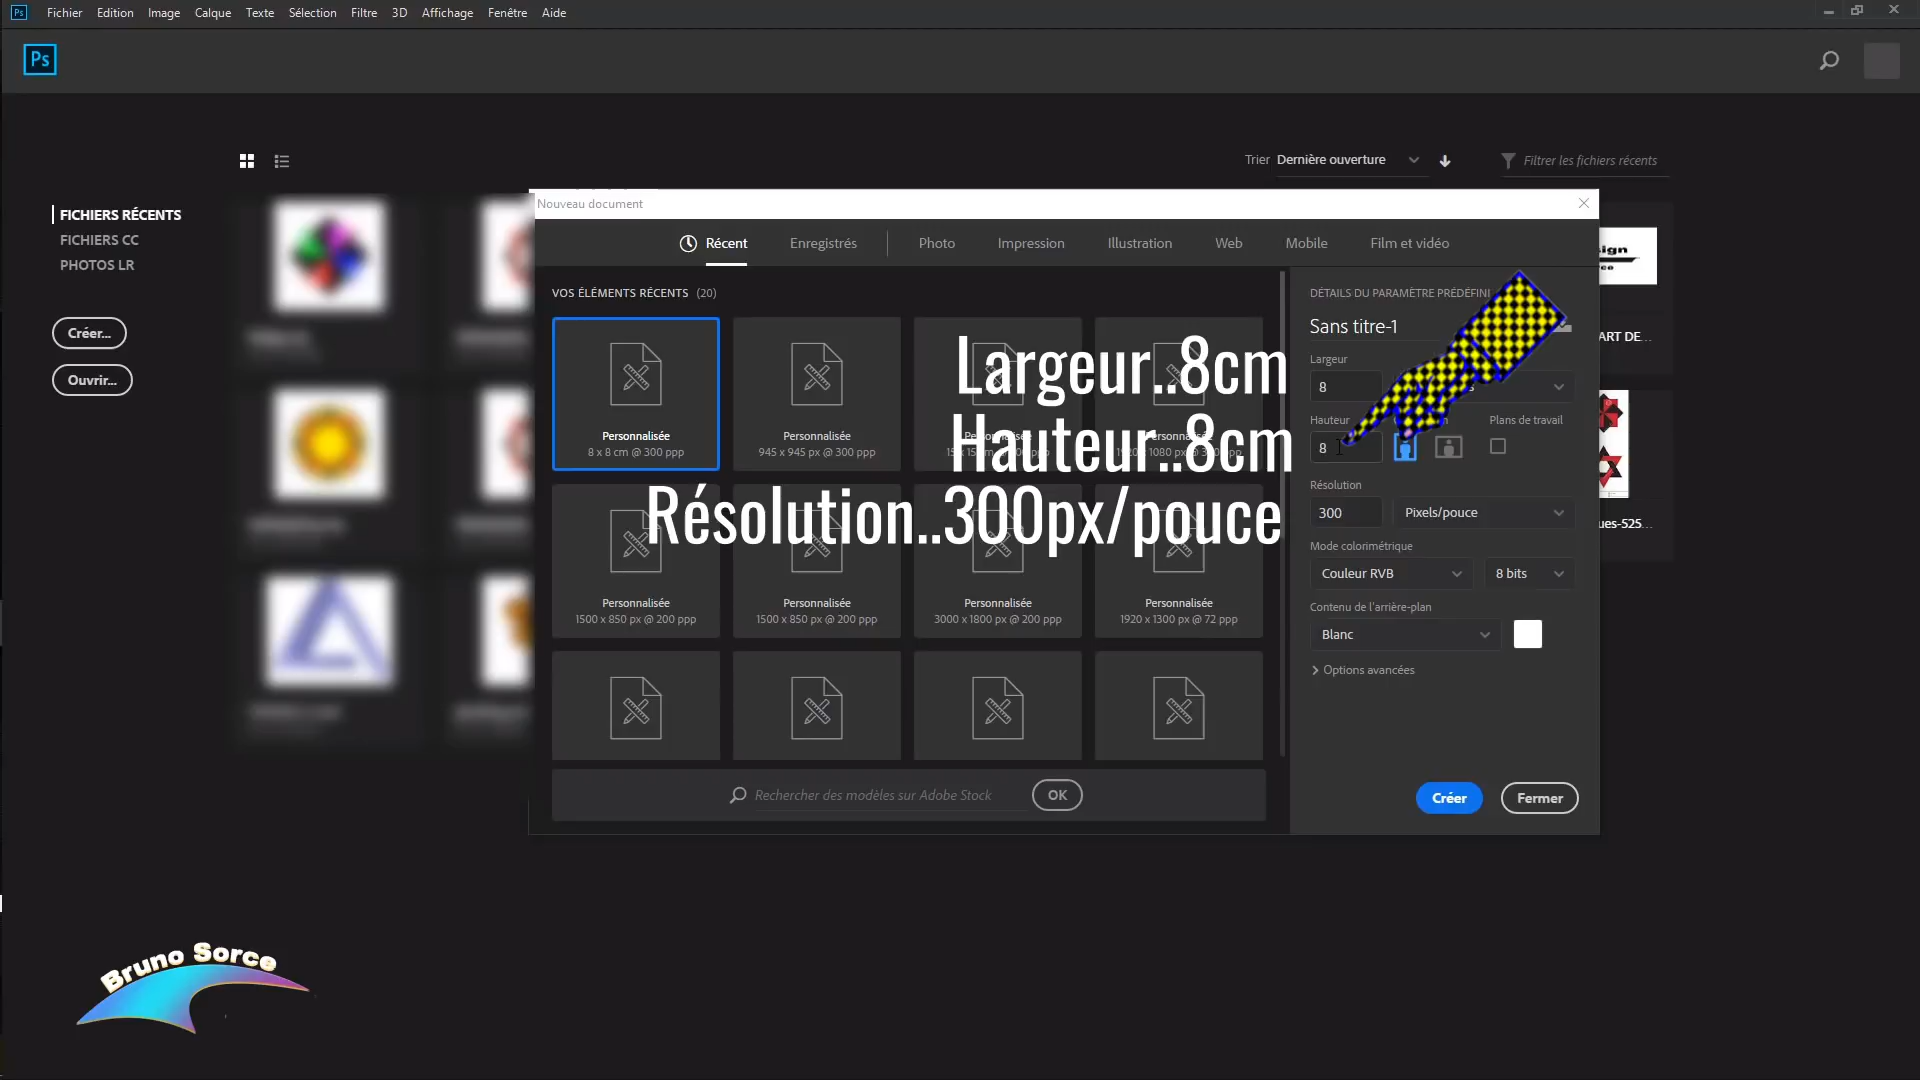 Ps Fichier Edition Image Calque Texte Sélection Filtre 3D Affichage Fenêtre Aide
Ps
Trier Dernière ouverture
Filtrer les fichiers récents
FICHIERS RÉCENTS
FICHIERS CC
PHOTOS LR
Créer...
Ouvrir...
Nouveau document
Récent Enregistrés Photo Impression Illustration Web Mobile Film et vidéo
VOS ÉLÉMENTS RÉCENTS (20)
Personnalisée
8 x 8 cm @ 300 ppp
Personnalisée
945 x 945 px @ 300 ppp
Largeur..8cm
Hauteur..8cm
Résolution..300px/pouce
Personnalisée
1500 x 850 px @ 200 ppp
Personnalisée
1500 x 850 px @ 200 ppp
Personnalisée
3000 x 1800 px @ 200 ppp
Personnalisée
1920 x 1300 px @ 72 ppp
Rechercher des modèles sur Adobe Stock
OK
DÉTAILS DU PARAMÈTRE PRÉDÉFINI
Sans titre-1
Largeur
8
Hauteur
Plans de travail
8
Résolution
300 Pixels/pouce
Mode colorimétrique
Couleur RVB 8 bits
Contenu de l'arrière-plan
Blanc
Options avancées
Créer Fermer
ART DE...
ues-525...
Bruno Sorce